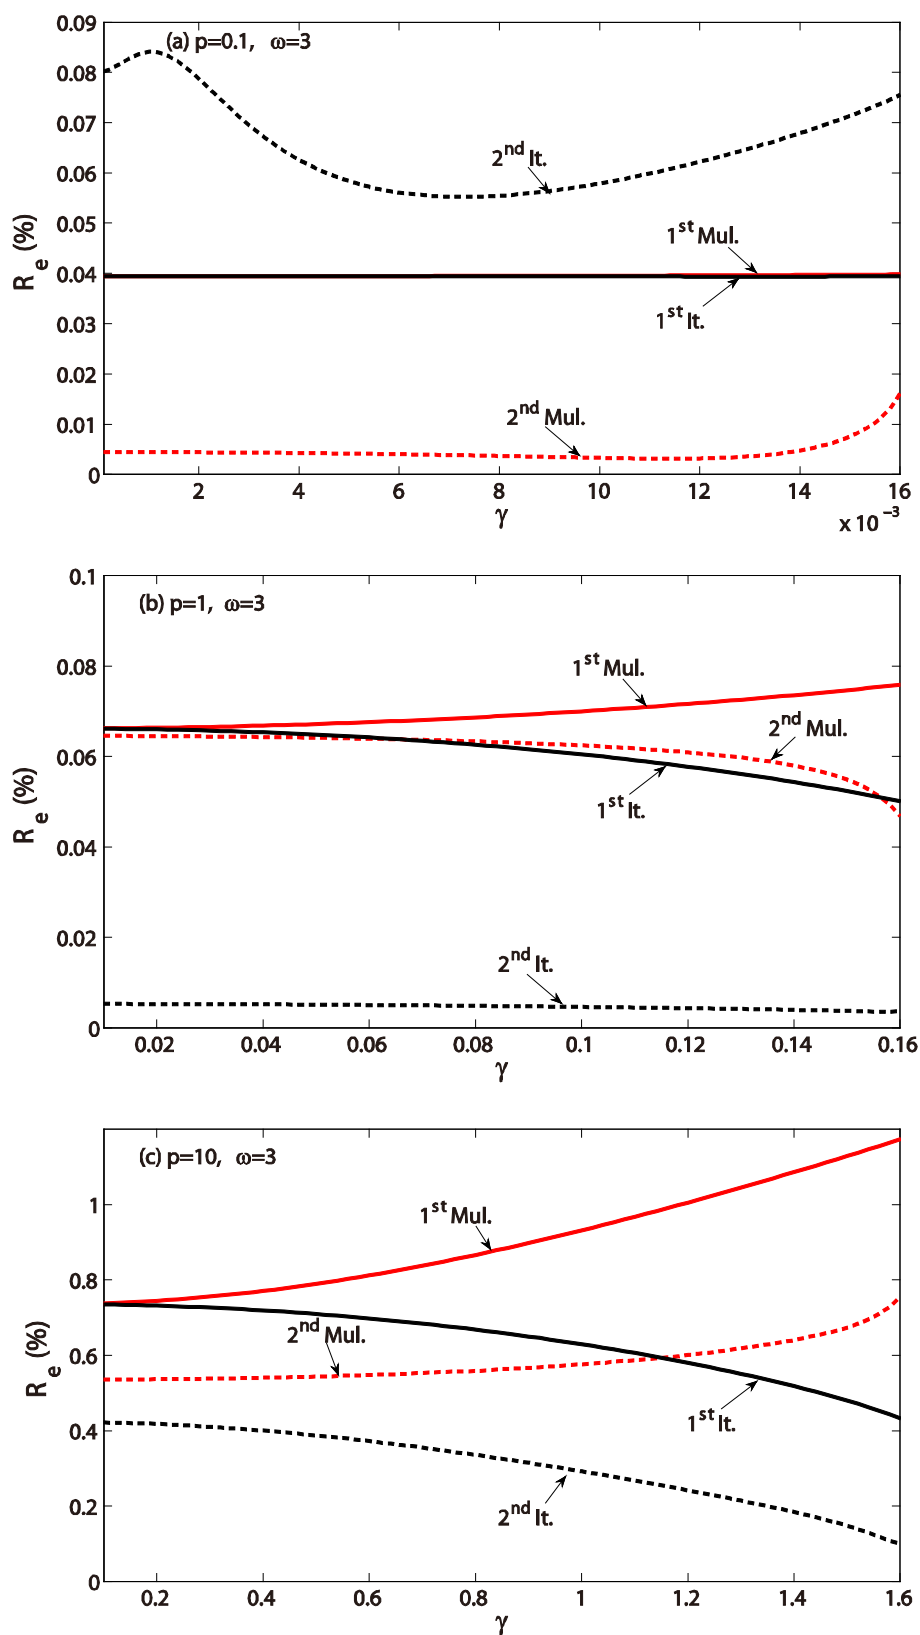 0.09
(a) p=0.1, ω=3
0.08
0.07
2nd It.
0.06
0.05
1st Mul.
R e (%)
0.04
1st It.
0.03
0.02
2nd Mul.
0.01
0
2 4 6 8 10 12 14 16
γ
x 10 −3
0.1
(b) p=1, ω=3
0.08
1st Mul.
2nd Mul.
0.06
R e (%)
1st It.
0.04
0.02
2nd It.
0
0.02 0.04 0.06 0.08 0.1 0.12 0.14 0.16
γ
(c) p=10, ω=3
1
1st Mul.
0.8
2nd Mul.
R e (%)
0.6
1st It.
0.4
2nd It.
0.2
0
0.2 0.4 0.6 0.8 1 1.2 1.4 1.6
γ